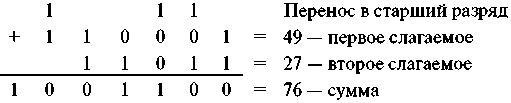 1 1 1 Перенос в старший разряд
+ 1 1 0 0 0 1 = 49 — первое слагаемое
1 1 0 1 1 = 27 — второе слагаемое
1 0 0 1 1 0 0 = 76 — сумма